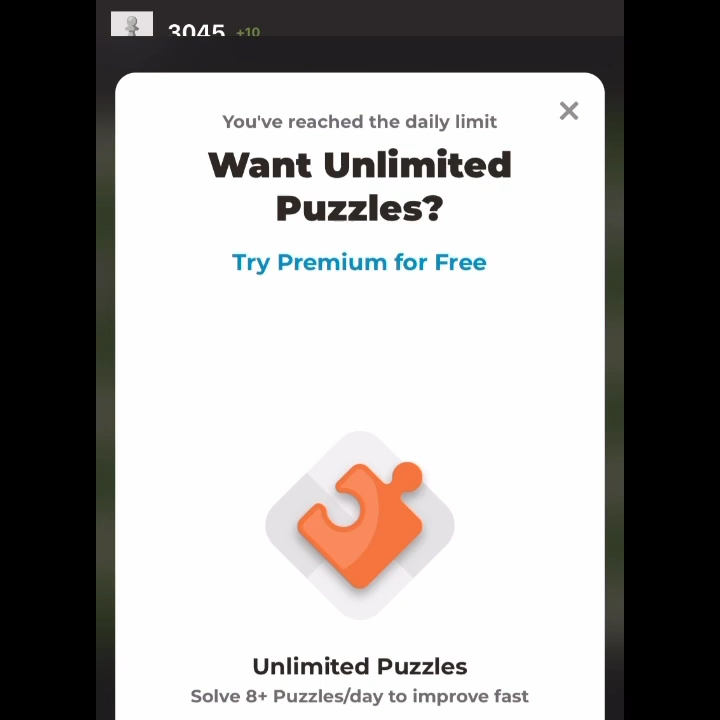 3045 +10
You've reached the daily limit
Want Unlimited
Puzzles?
Try Premium for Free
Unlimited Puzzles
Solve 8+ Puzzles/day to improve fast